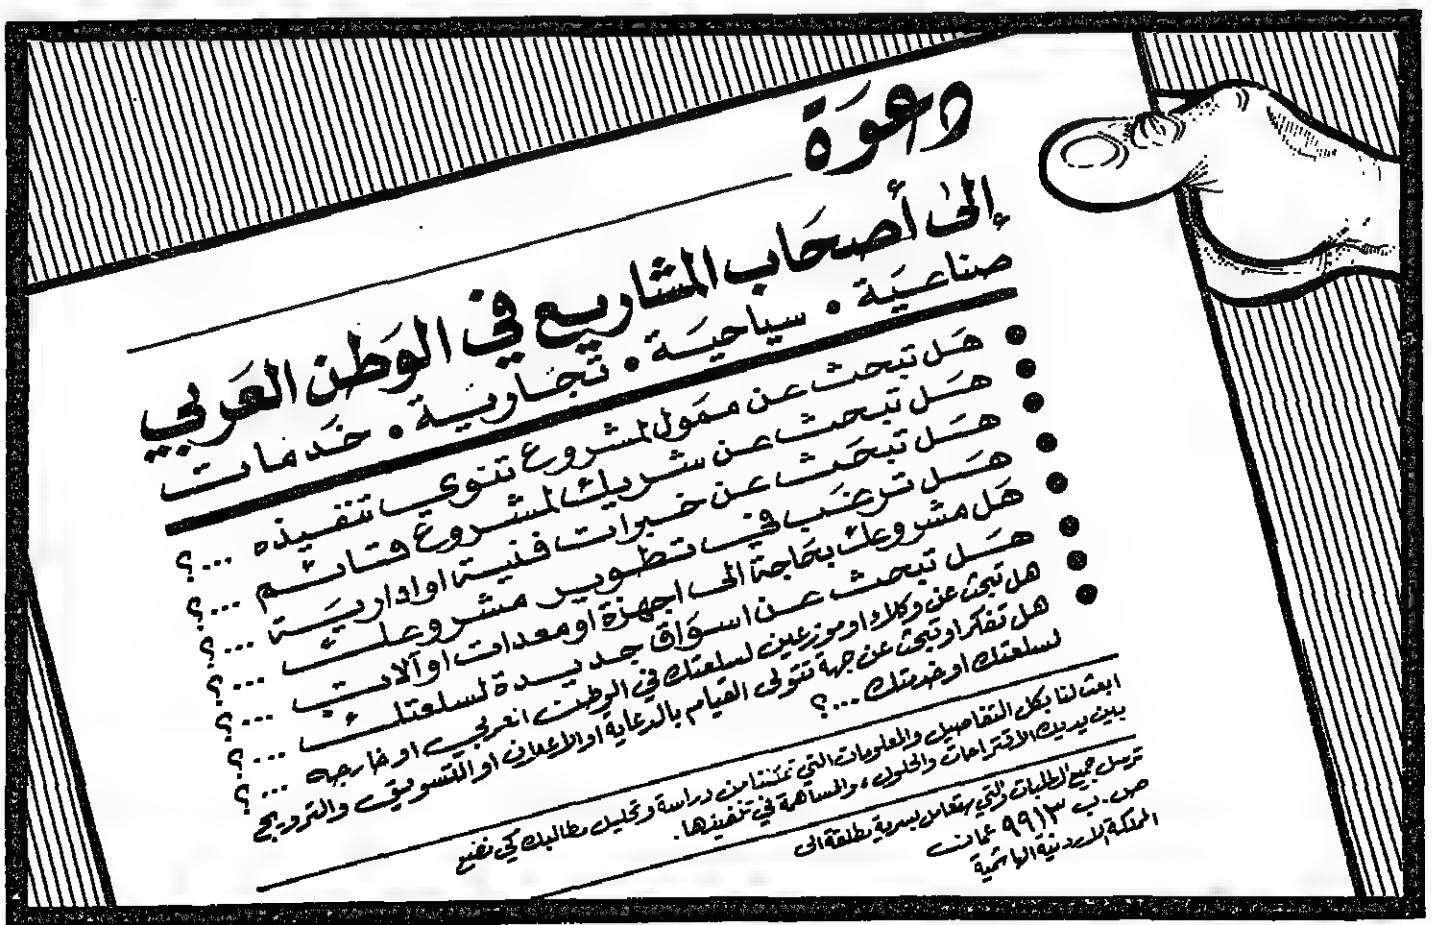 دعوة
إلى أصحاب المشاريع في الوطن العربي
صناعية • سياحية • تجارية • خدمات
• هل تبحث عن ممول لمشروع تنوي تنفيذه ...؟
• هل تبحث عن شريك لمشروع قائم ...؟
• هل تبحث عن خبرات فنية او ادارية ...؟
• هل ترغب في تطوير مشروعك ...؟
• هل مشروعك بحاجة الى اجهزة او معدات او آلات ...؟
• هل تبحث عن اسواق جديدة لسلعتك ...؟
• هل تبحث عن وكلاء او موزعين لسلعتك في الوطن العربي او خارجه ...؟
• هل تفكر او تبحث عن جهة تتولى القيام بالدعاية او الاعلان او التسويق والترويج
لسلعتك او خدمتك ...؟
ابعث لنا بكل التفاصيل والمعلومات التي تمكننا من دراسة وتحليل مطالبك كي نضع
بين يديك الاقتراحات والحلول، والمساهمة في تنفيذها.
ترسل جميع الطلبات والتي ستعامل بسرية مطلقة الى
ص.ب ٩٩١٣ عمان
المملكة الاردنية الهاشمية